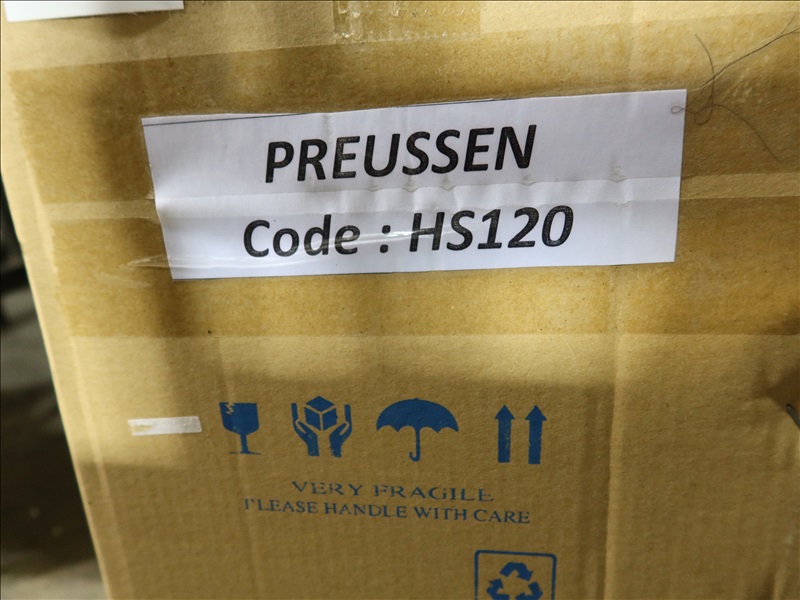 PREUSSEN
Code : HS120
VERY FRAGILE
PLEASE HANDLE WITH CARE